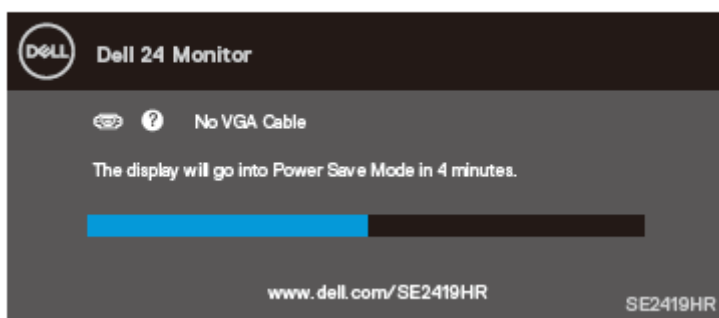 DELL Dell 24 Monitor
? No VGA Cable
The display will go into Power Save Mode in 4 minutes.
www.dell.com/SE2419HR
SE2419HR